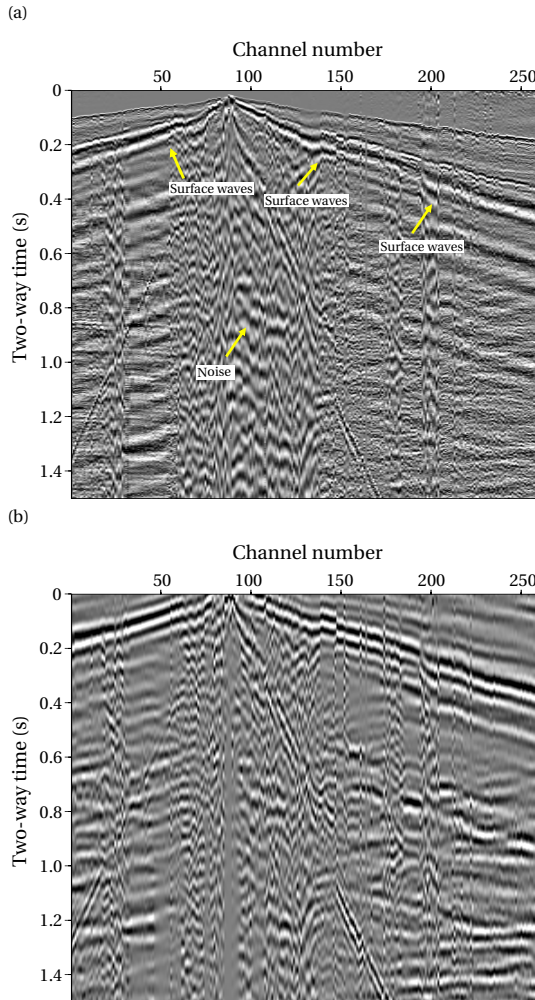 (a)
Channel number
50 100 150 200 250
0
0.2
0.4
0.6
0.8
1.0
1.2
1.4
Two-way time (s)
Surface waves
Surface waves
Surface waves
Noise
(b)
Channel number
50 100 150 200 250
0
0.2
0.4
0.6
0.8
1.0
1.2
1.4
Two-way time (s)